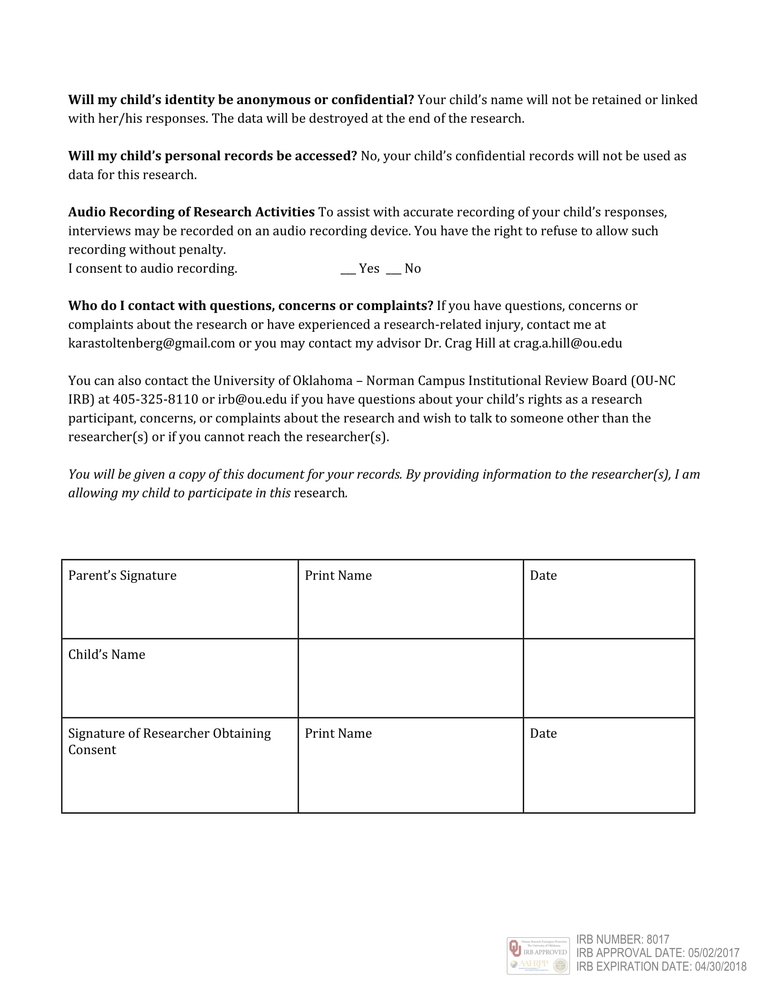 Will my child’s identity be anonymous or confidential? Your child’s name will not be retained or linked
with her/his responses. The data will be destroyed at the end of the research.
Will my child’s personal records be accessed? No, your child’s confidential records will not be used as
data for this research.
Audio Recording of Research Activities To assist with accurate recording of your child’s responses,
interviews may be recorded on an audio recording device. You have the right to refuse to allow such
recording without penalty.
I consent to audio recording. ___ Yes ___ No
Who do I contact with questions, concerns or complaints? If you have questions, concerns or
complaints about the research or have experienced a research-related injury, contact me at
karastoltenberg@gmail.com or you may contact my advisor Dr. Crag Hill at crag.a.hill@ou.edu
You can also contact the University of Oklahoma – Norman Campus Institutional Review Board (OU-NC
IRB) at 405-325-8110 or irb@ou.edu if you have questions about your child’s rights as a research
participant, concerns, or complaints about the research and wish to talk to someone other than the
researcher(s) or if you cannot reach the researcher(s).
You will be given a copy of this document for your records. By providing information to the researcher(s), I am
allowing my child to participate in this research.
Parent’s Signature Print Name Date
Child’s Name
Signature of Researcher Obtaining Print Name Date
Consent
Human Research Participant Protection
The University of Oklahoma
IRB APPROVED
AAHRPP
IRB NUMBER: 8017
IRB APPROVAL DATE: 05/02/2017
IRB EXPIRATION DATE: 04/30/2018